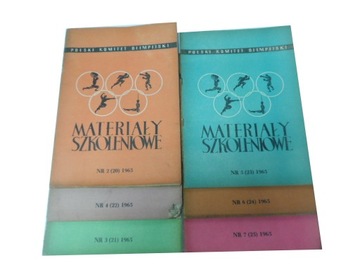 POLSKI KOMITET OLIMPIJSKI
MATERIAŁY
SZKOLENIOWE
NR 2 (20) 1965
NR 4 (22) 1965
NR 3 (21) 1965
POLSKI KOMITET OLIMPIJSKI
MATERIAŁY
SZKOLENIOWE
NR 5 (23) 1965
NR 6 (24) 1965
NR 7 (25) 1965